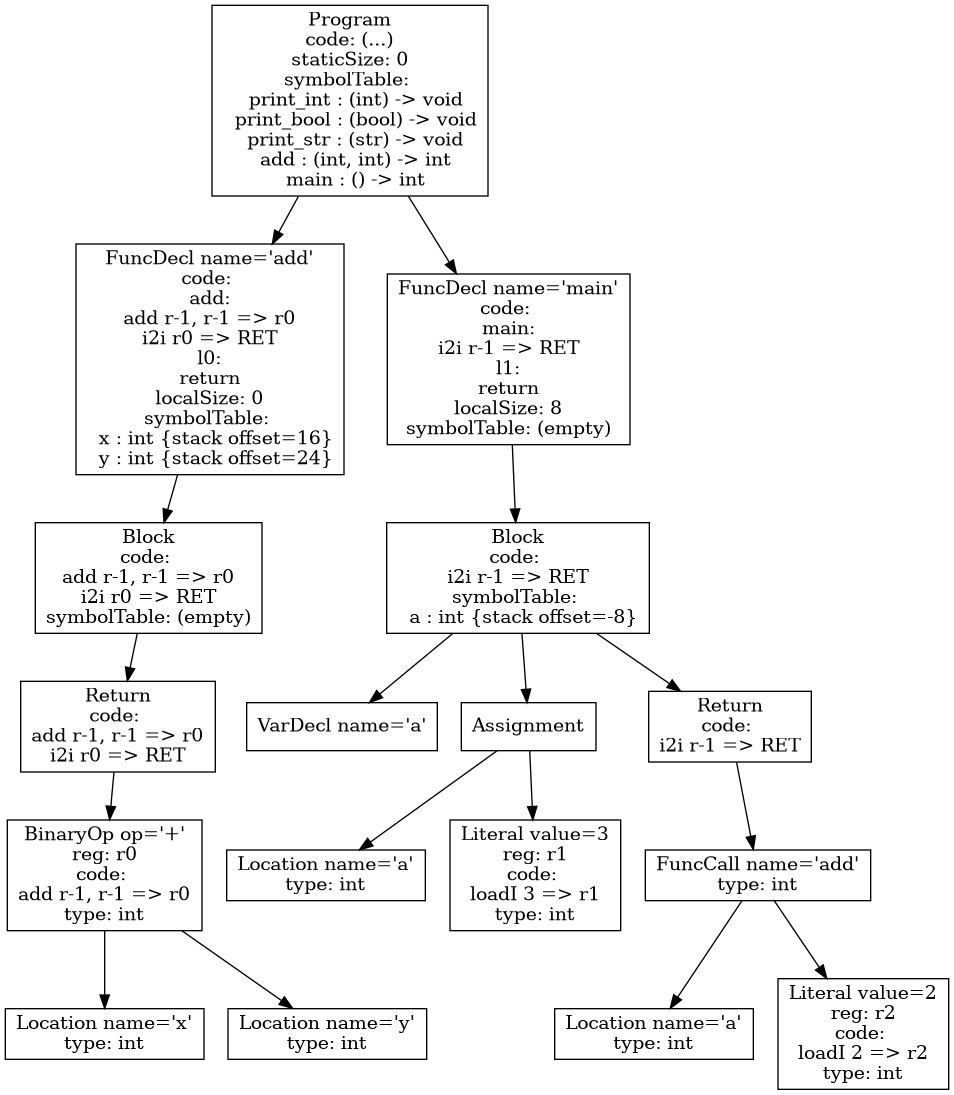 Program
code: (...)
staticSize: 0
symbolTable:
print_int : (int) -> void
print_bool : (bool) -> void
print_str : (str) -> void
add : (int, int) -> int
main : () -> int
FuncDecl name='add'
code:
add:
add r-1, r-1 => r0
i2i r0 => RET
l0:
return
localSize: 0
symbolTable:
x : int {stack offset=16}
y : int {stack offset=24}
FuncDecl name='main'
code:
main:
i2i r-1 => RET
l1:
return
localSize: 8
symbolTable: (empty)
Block
code:
add r-1, r-1 => r0
i2i r0 => RET
symbolTable: (empty)
Block
code:
i2i r-1 => RET
symbolTable:
a : int {stack offset=-8}
Return
code:
add r-1, r-1 => r0
i2i r0 => RET
VarDecl name='a'
Assignment
Return
code:
i2i r-1 => RET
BinaryOp op='+'
reg: r0
code:
add r-1, r-1 => r0
type: int
Location name='a'
type: int
Literal value=3
reg: r1
code:
loadI 3 => r1
type: int
FuncCall name='add'
type: int
Location name='x'
type: int
Location name='y'
type: int
Location name='a'
type: int
Literal value=2
reg: r2
code:
loadI 2 => r2
type: int